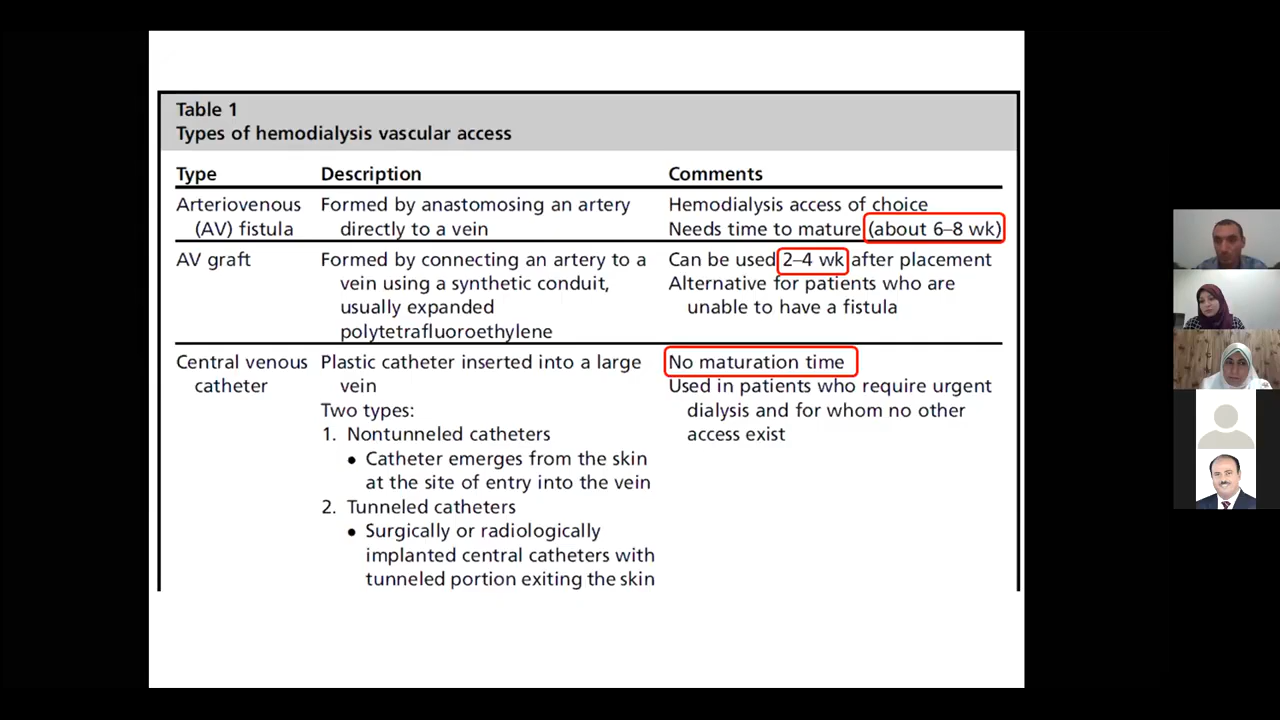 Table 1
Types of hemodialysis vascular access
Type Description Comments
Arteriovenous (AV) fistula
Formed by anastomosing an artery directly to a vein
Hemodialysis access of choice
Needs time to mature (about 6–8 wk)
AV graft
Formed by connecting an artery to a
vein using a synthetic conduit,
usually expanded
polytetrafluoroethylene
Can be used 2–4 wk after placement
Alternative for patients who are
unable to have a fistula
Central venous
catheter
Plastic catheter inserted into a large
vein
Two types:
1. Nontunneled catheters
• Catheter emerges from the skin
at the site of entry into the vein
2. Tunneled catheters
• Surgically or radiologically
implanted central catheters with
tunneled portion exiting the skin
No maturation time
Used in patients who require urgent
dialysis and for whom no other
access exist